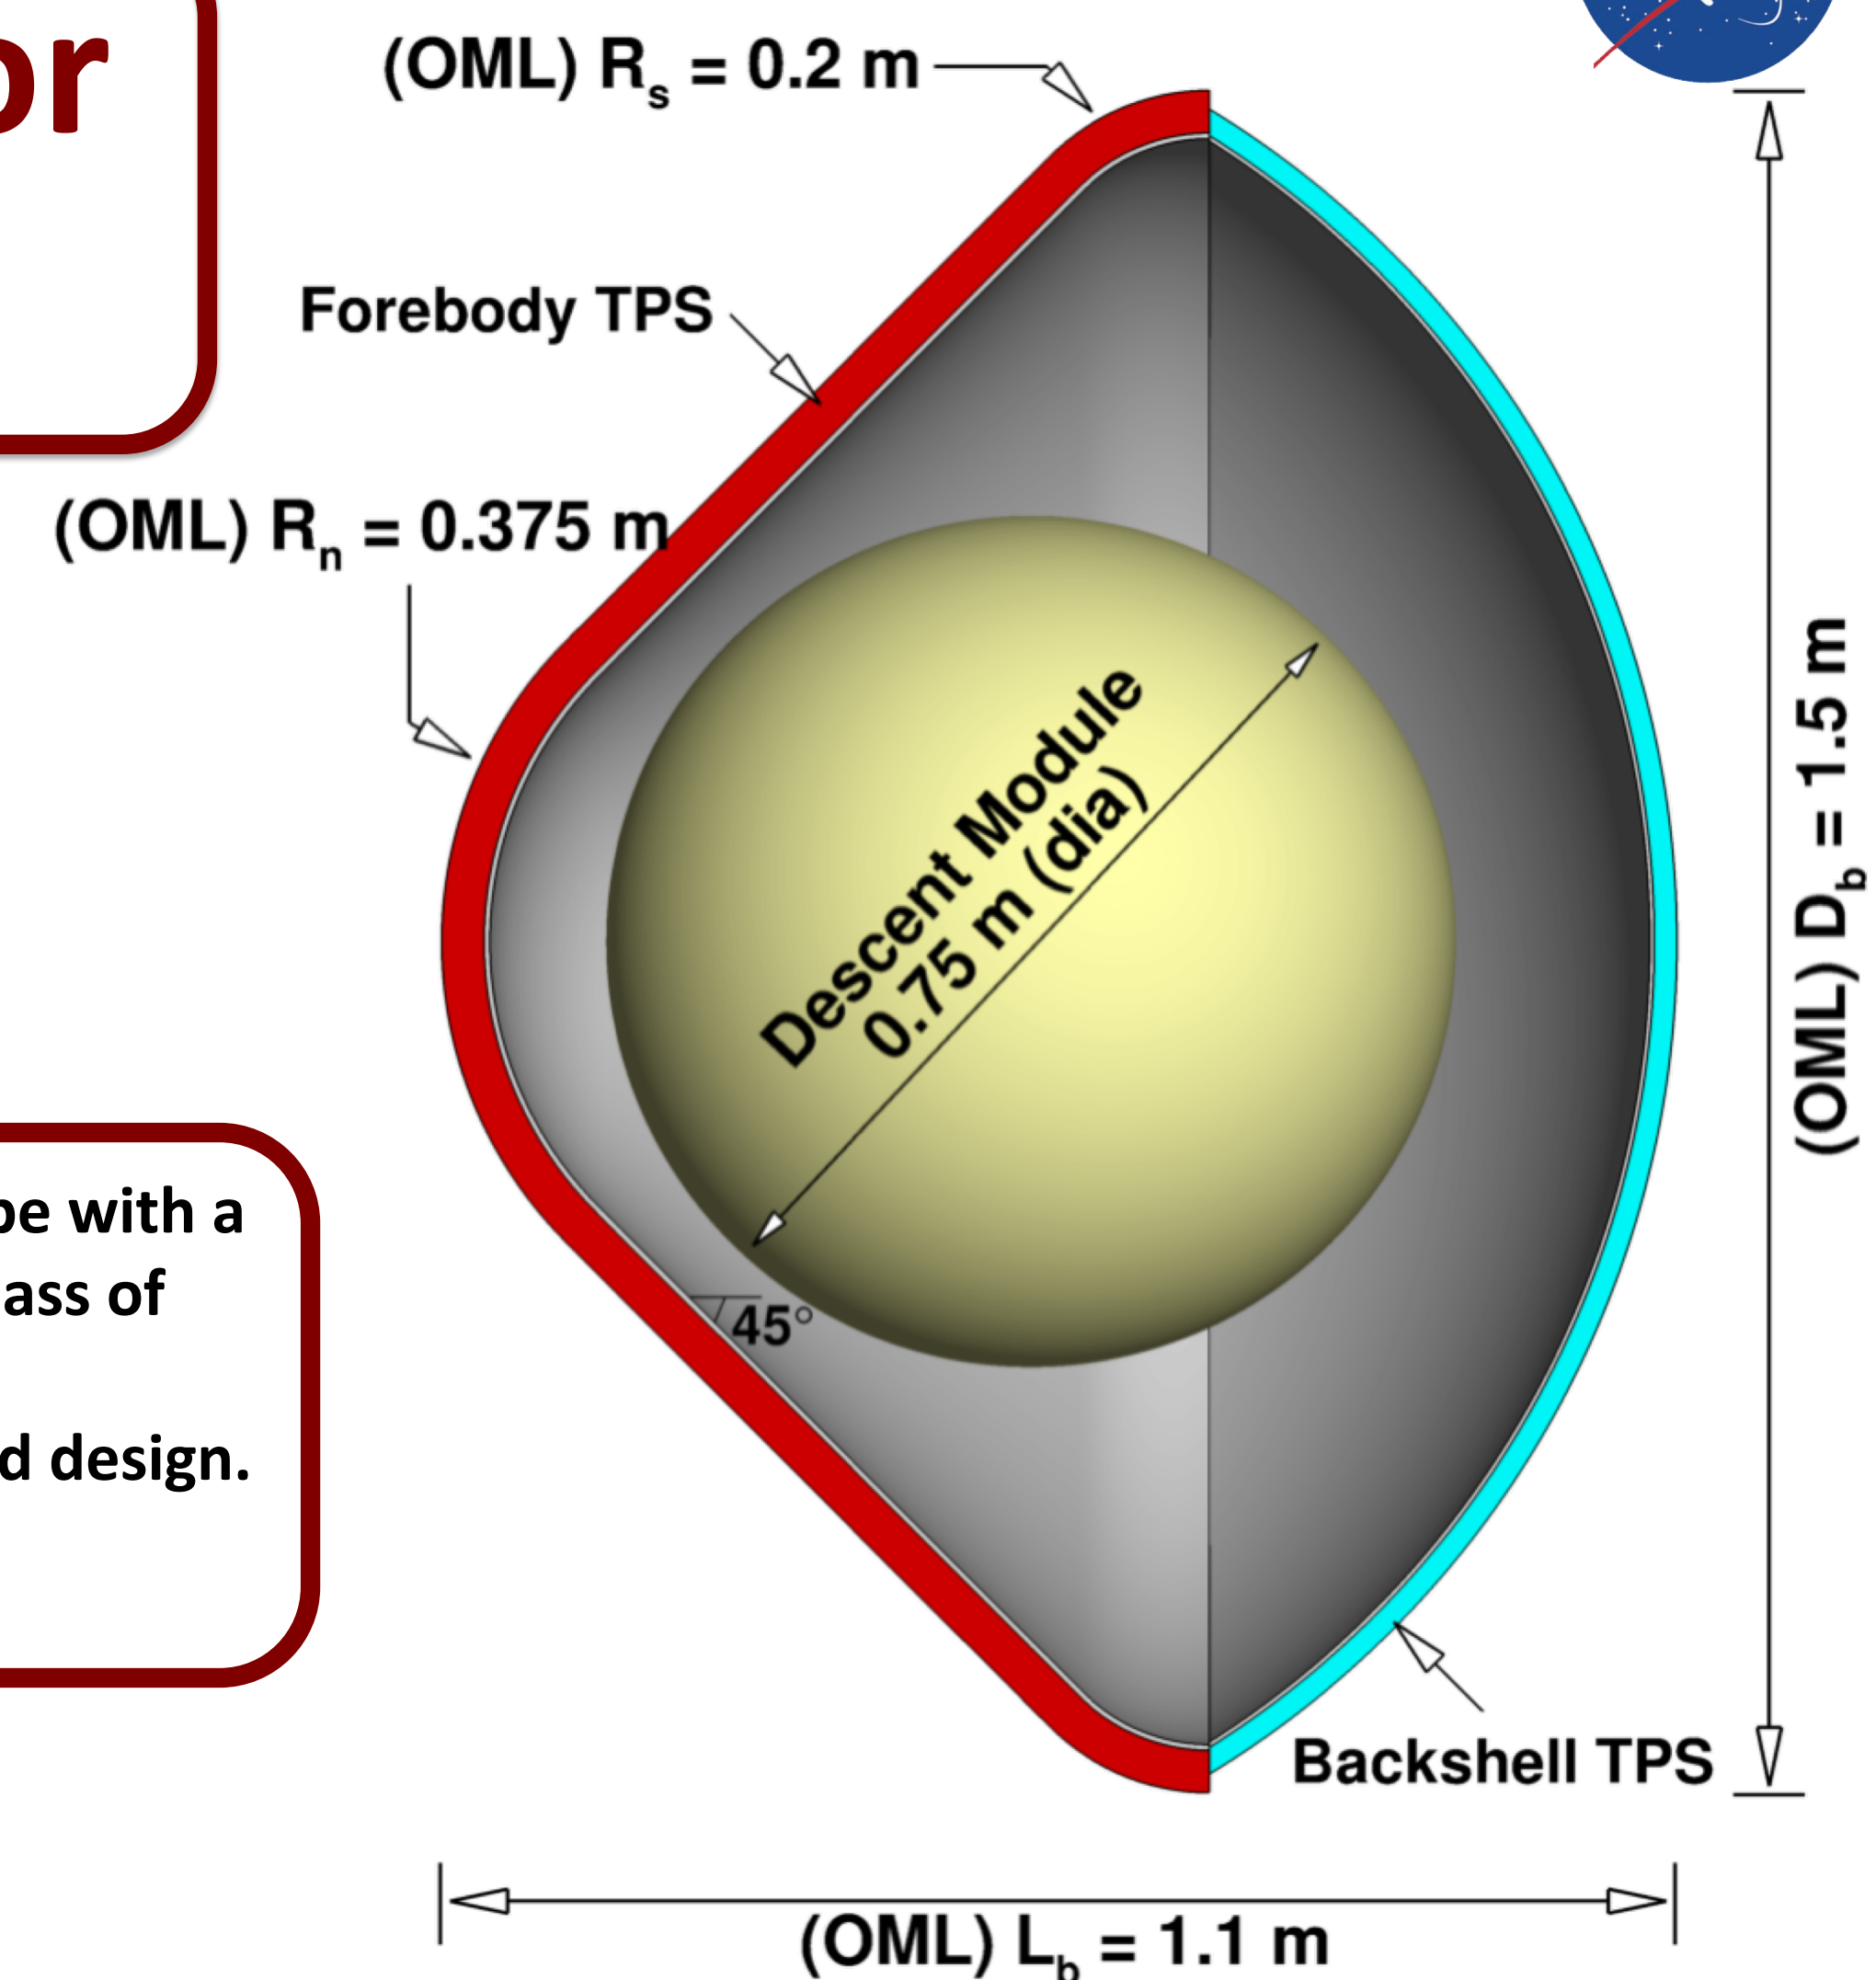 or
(OML) Rs = 0.2 m
Forebody TPS
(OML) Rn = 0.375 m
Descent Module
0.75 m (dia)
(OML) Db = 1.5 m
45°
pe with a
ass of
d design.
Backshell TPS
(OML) Lb = 1.1 m